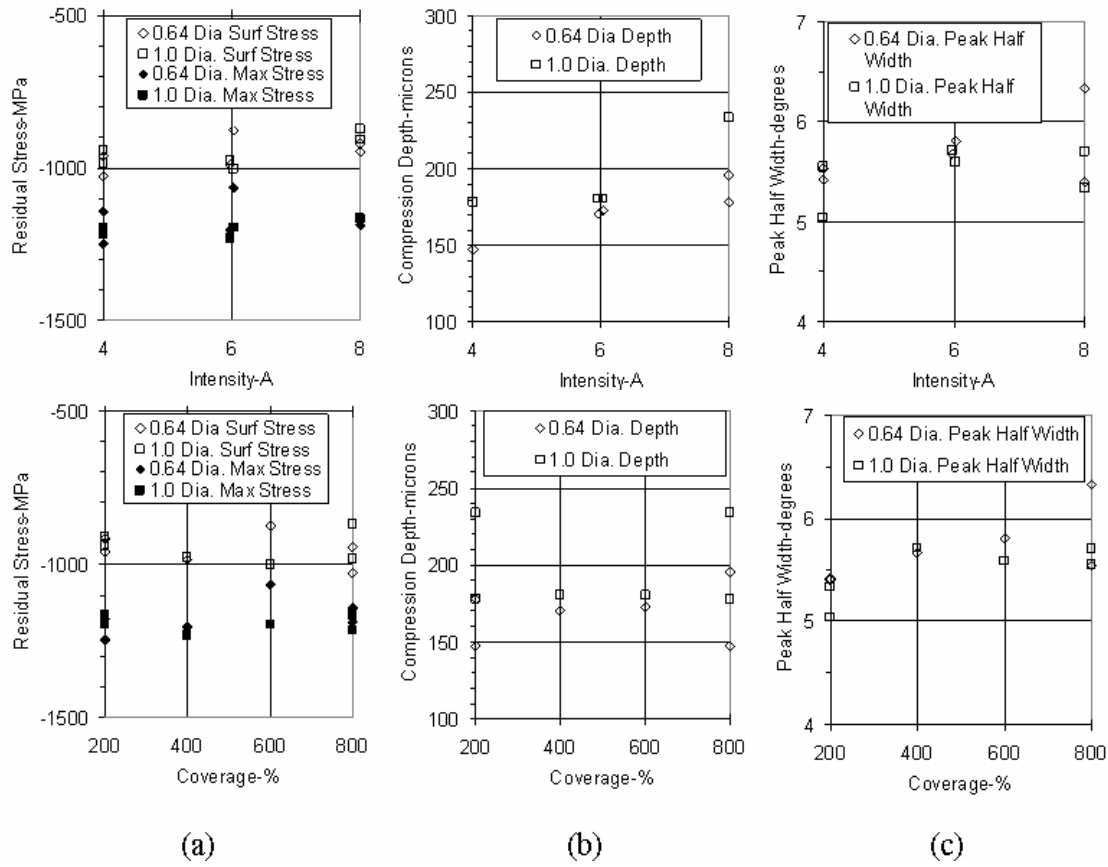 -500
-1000
-1500
Residual Stress-MPa
0.64 Dia Surf Stress
1.0 Dia. Surf Stress
0.64 Dia. Max Stress
1.0 Dia. Max Stress
4
6
8
Intensity-A
300
250
200
150
100
Compression Depth-microns
0.64 Dia Depth
1.0 Dia. Depth
4
6
8
Intensity-A
7
6
5
4
Peak Half Width-degrees
0.64 Dia. Peak Half
Width
1.0 Dia. Peak Half
Width
4
6
8
Intensity-A
-500
-1000
-1500
Residual Stress-MPa
0.64 Dia Surf Stress
1.0 Dia. Surf Stress
0.64 Dia. Max Stress
1.0 Dia. Max Stress
200
400
600
800
Coverage-%
300
250
200
150
100
Compression Depth-microns
0.64 Dia. Depth
1.0 Dia. Depth
200
400
600
800
Coverage-%
7
6
5
4
Peak Half Width-degrees
0.64 Dia. Peak Half Width
1.0 Dia. Peak Half Width
200
400
600
800
Coverage-%
(a)
(b)
(c)